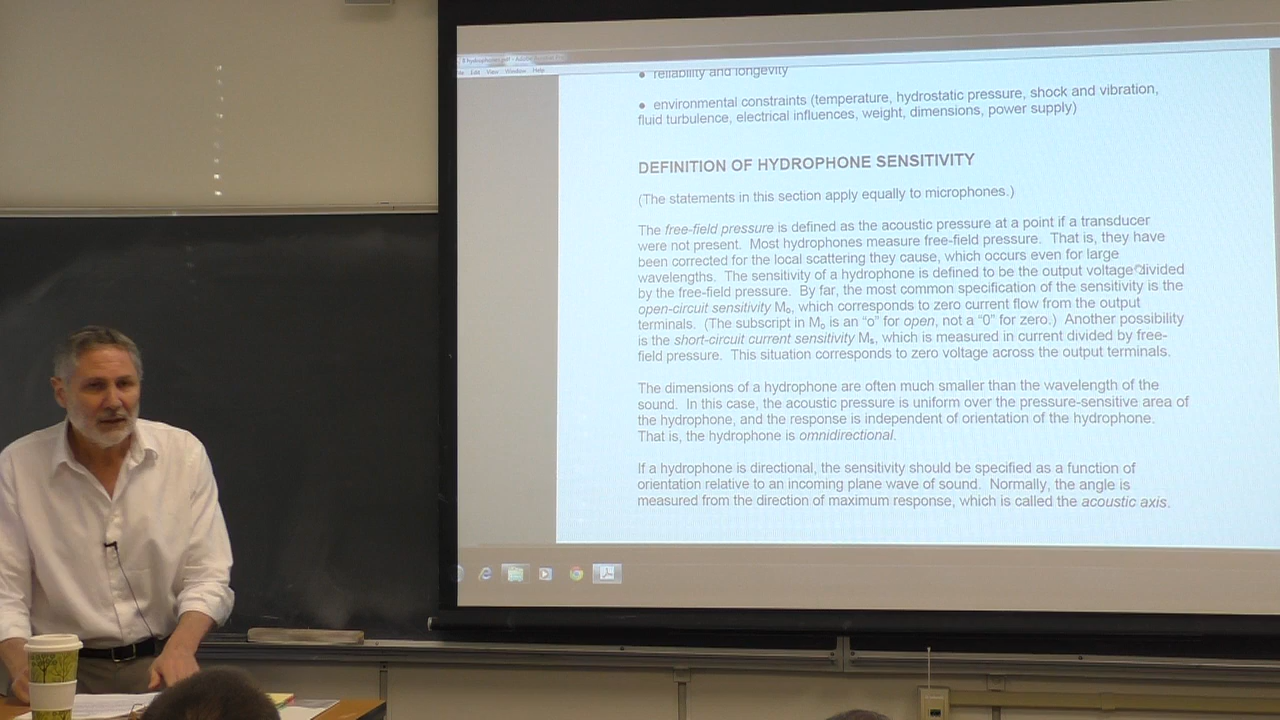 8 hydrophones.pdf - Adobe
Edit View Window Help
● reliability and longevity
● environmental constraints (temperature, hydrostatic pressure, shock and vibration,
fluid turbulence, electrical influences, weight, dimensions, power supply)
DEFINITION OF HYDROPHONE SENSITIVITY
(The statements in this section apply equally to microphones.)
The free-field pressure is defined as the acoustic pressure at a point if a transducer
were not present. Most hydrophones measure free-field pressure. That is, they have
been corrected for the local scattering they cause, which occurs even for large
wavelengths. The sensitivity of a hydrophone is defined to be the output voltage divided
by the free-field pressure. By far, the most common specification of the sensitivity is the
open-circuit sensitivity Mo, which corresponds to zero current flow from the output
terminals. (The subscript in Mo is an “o” for open, not a “0” for zero.) Another possibility
is the short-circuit current sensitivity Ms, which is measured in current divided by free-
field pressure. This situation corresponds to zero voltage across the output terminals.
The dimensions of a hydrophone are often much smaller than the wavelength of the
sound. In this case, the acoustic pressure is uniform over the pressure-sensitive area of
the hydrophone, and the response is independent of orientation of the hydrophone.
That is, the hydrophone is omnidirectional.
If a hydrophone is directional, the sensitivity should be specified as a function of
orientation relative to an incoming plane wave of sound. Normally, the angle is
measured from the direction of maximum response, which is called the acoustic axis.